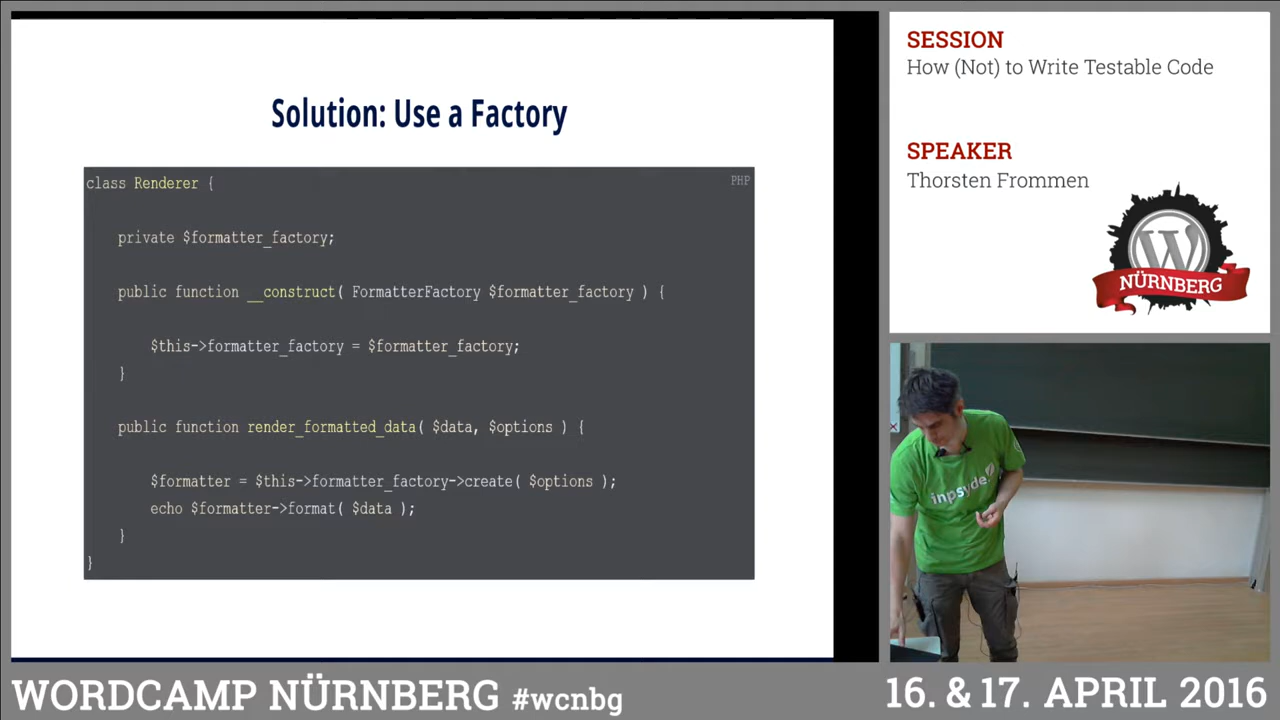 Solution: Use a Factory
PHP
class Renderer {
private $formatter_factory;
public function __construct( FormatterFactory $formatter_factory ) {
$this->formatter_factory = $formatter_factory;
}
public function render_formatted_data( $data, $options ) {
$formatter = $this->formatter_factory->create( $options );
echo $formatter->format( $data );
}
}
SESSION
How (Not) to Write Testable Code
SPEAKER
Thorsten Frommen
NÜRNBERG
inpsyde
WORDCAMP NÜRNBERG #wcnbg
16. & 17. APRIL 2016